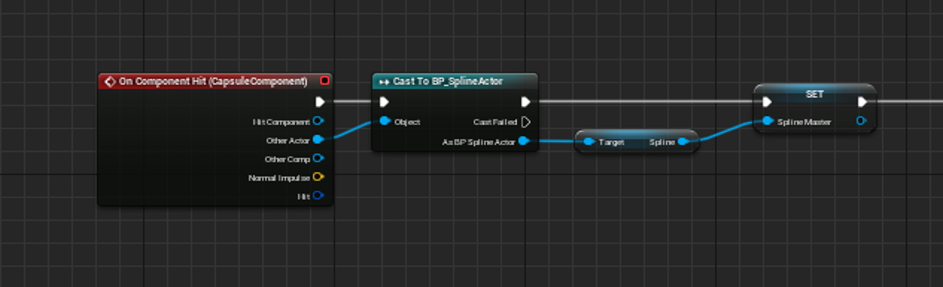 On Component Hit (CapsuleComponent)
Hit Component
Other Actor
Other Comp
Normal Impulse
Hit
Cast To BP_SplineActor
Object
Cast Failed
As BP Spline Actor
Target
Spline
SET
Spline Master